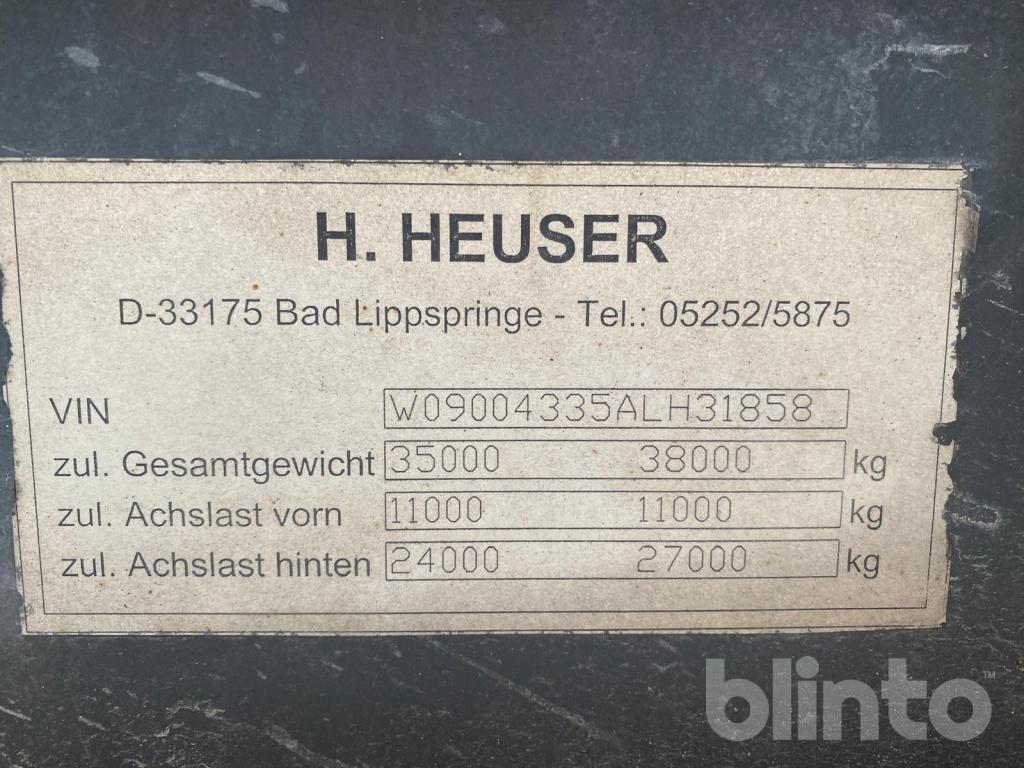 H. HEUSER
D-33175 Bad Lippspringe - Tel.: 05252/5875
VIN W09004335ALH31858
zul. Gesamtgewicht 35000 38000 kg
zul. Achslast vorn 11000 11000 kg
zul. Achslast hinten 24000 27000 kg
blinto™